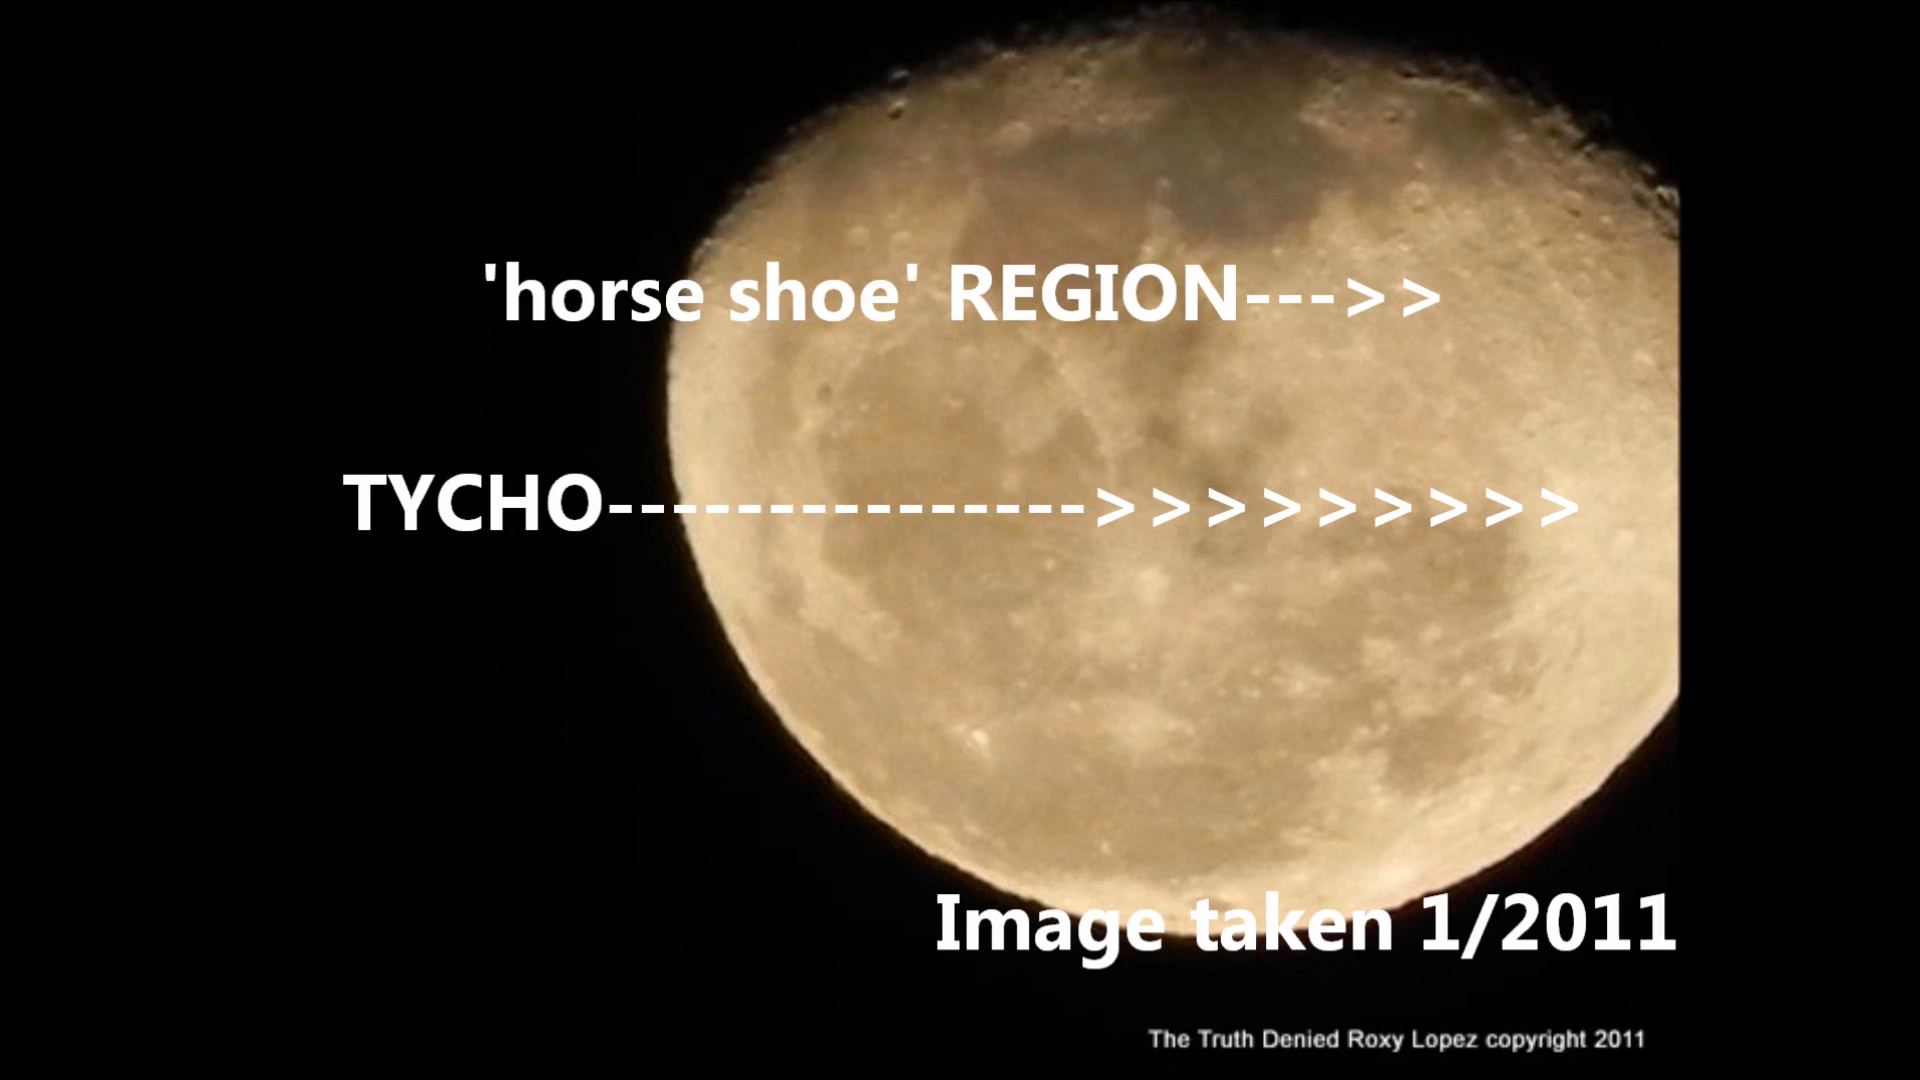 'horse shoe' REGION--->>
TYCHO--------------->>>>>>>>>
Image taken 1/2011
The Truth Denied Roxy Lopez copyright 2011